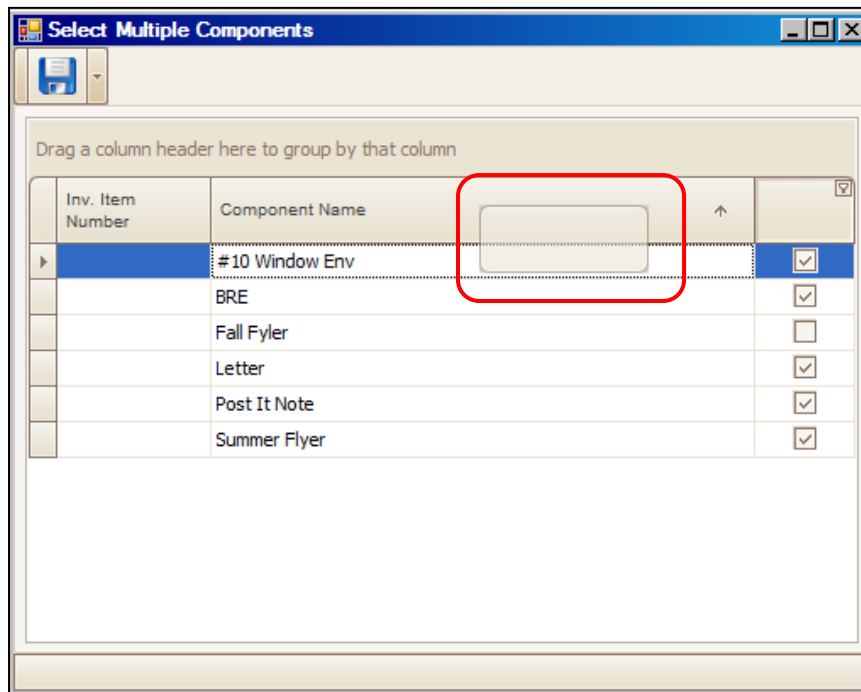 Select Multiple Components
Drag a column header here to group by that column
Inv. Item
Number
Component Name
#10 Window Env
BRE
Fall Fyler
Letter
Post It Note
Summer Flyer